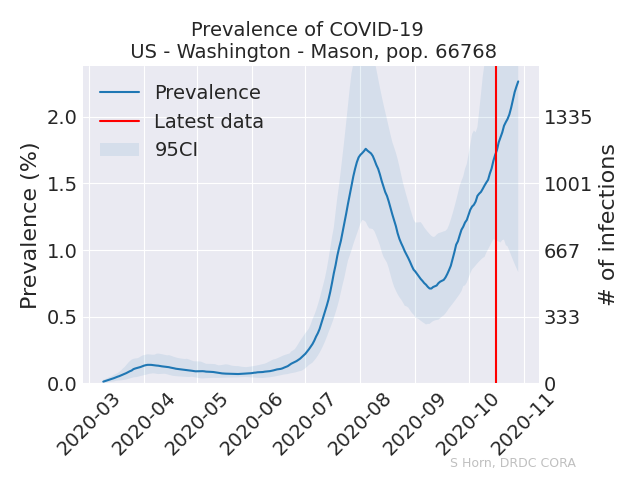 Prevalence of COVID-19
US - Washington - Mason, pop. 66768
Prevalence
Latest data
95CI
Prevalence (%)
2.0
1.5
1.0
0.5
0.0
# of infections
1335
1001
667
333
0
2020-03
2020-04
2020-05
2020-06
2020-07
2020-08
2020-09
2020-10
2020-11
S Horn, DRDC CORA